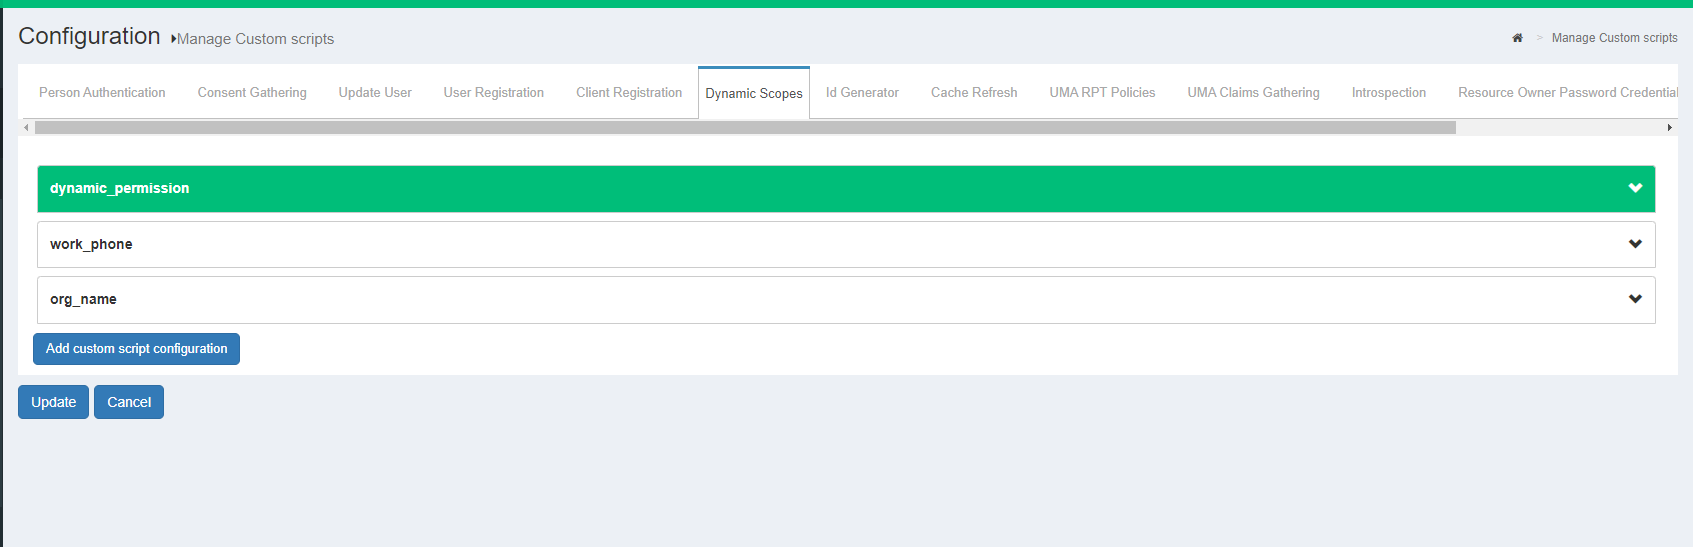 Configuration Manage Custom scripts
> Manage Custom scripts
Person Authentication Consent Gathering Update User User Registration Client Registration Dynamic Scopes Id Generator Cache Refresh UMA RPT Policies UMA Claims Gathering Introspection Resource Owner Password Credential
dynamic_permission
work_phone
org_name
Add custom script configuration
Update Cancel